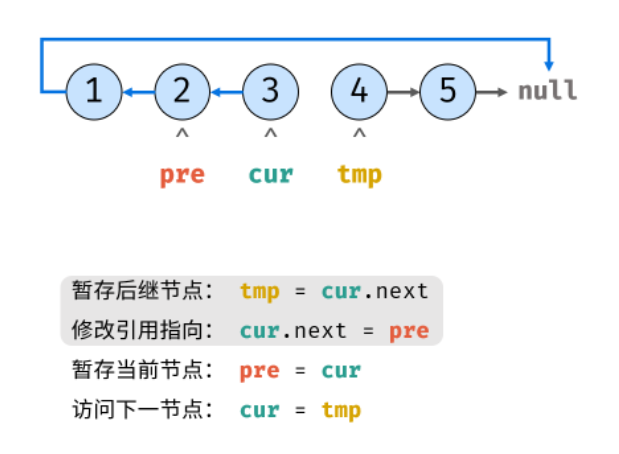 1 2 3 4 5 null
^ ^ ^
pre cur tmp
暂存后继节点： tmp = cur.next
修改引用指向： cur.next = pre
暂存当前节点： pre = cur
访问下一节点： cur = tmp